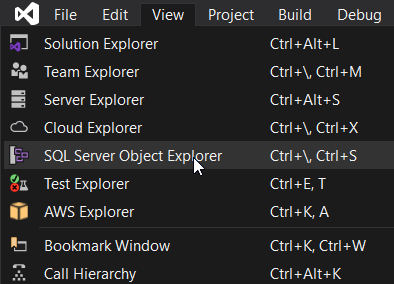 File Edit View Project Build Debug
Solution Explorer Ctrl+Alt+L
Team Explorer Ctrl+\, Ctrl+M
Server Explorer Ctrl+Alt+S
Cloud Explorer Ctrl+\, Ctrl+X
SQL Server Object Explorer Ctrl+\, Ctrl+S
Test Explorer Ctrl+E, T
AWS Explorer Ctrl+K, A
Bookmark Window Ctrl+K, Ctrl+W
Call Hierarchy Ctrl+Alt+K